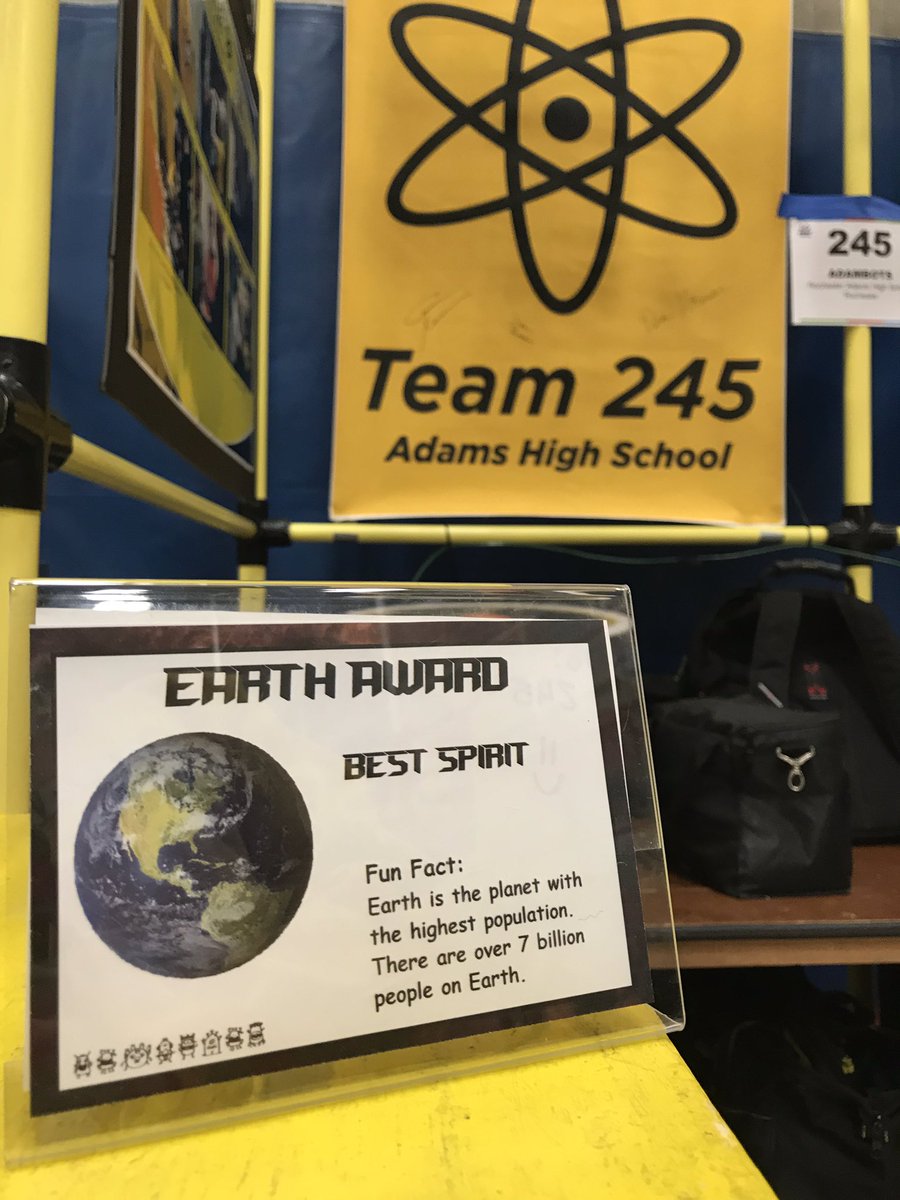 Team 245
Adams High School
245
ADAMBOTS
EARTH AWARD
BEST SPIRIT
Fun Fact:
Earth is the planet with
the highest population.
There are over 7 billion
people on Earth.